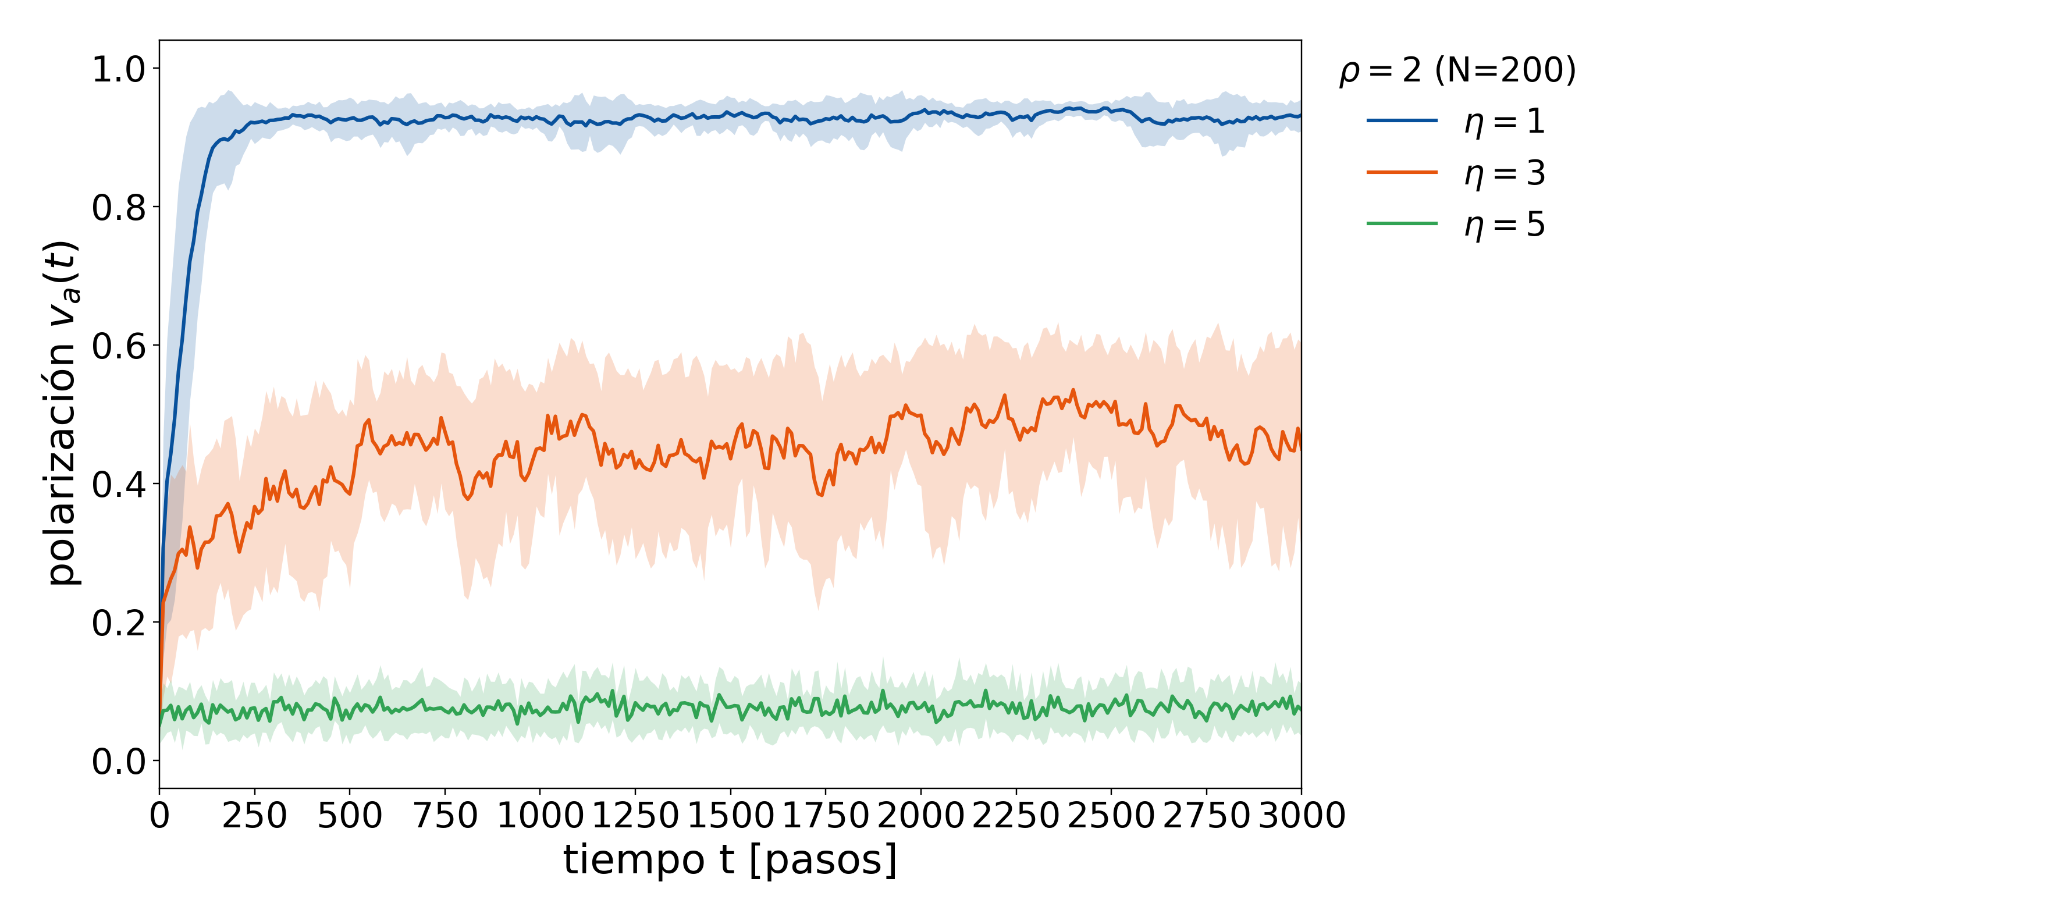 1.0
0.8
0.6
0.4
0.2
0.0
polarización v_a(t)
0 250 500 750 1000 1250 1500 1750 2000 2250 2500 2750 3000
tiempo t [pasos]
ρ = 2 (N=200)
η = 1
η = 3
η = 5